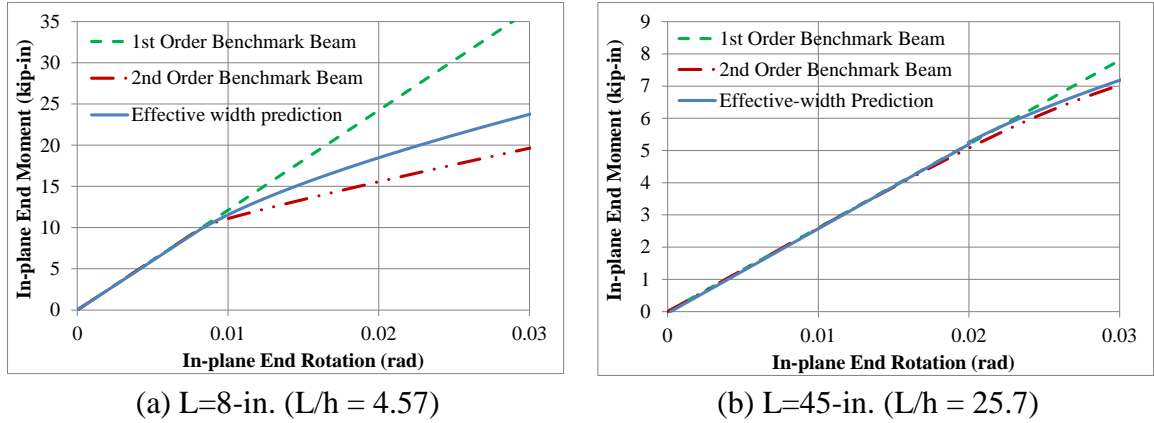 35
30
25
20
15
10
5
0
In-plane End Moment (kip-in)
1st Order Benchmark Beam
2nd Order Benchmark Beam
Effective width prediction
0 0.01 0.02 0.03
In-plane End Rotation (rad)
(a) L=8-in. (L/h = 4.57)
9
8
7
6
5
4
3
2
1
0
In-plane End Moment (kip-in)
1st Order Benchmark Beam
2nd Order Benchmark Beam
Effective-width Prediction
0 0.01 0.02 0.03
In-plane End Rotation (rad)
(b) L=45-in. (L/h = 25.7)